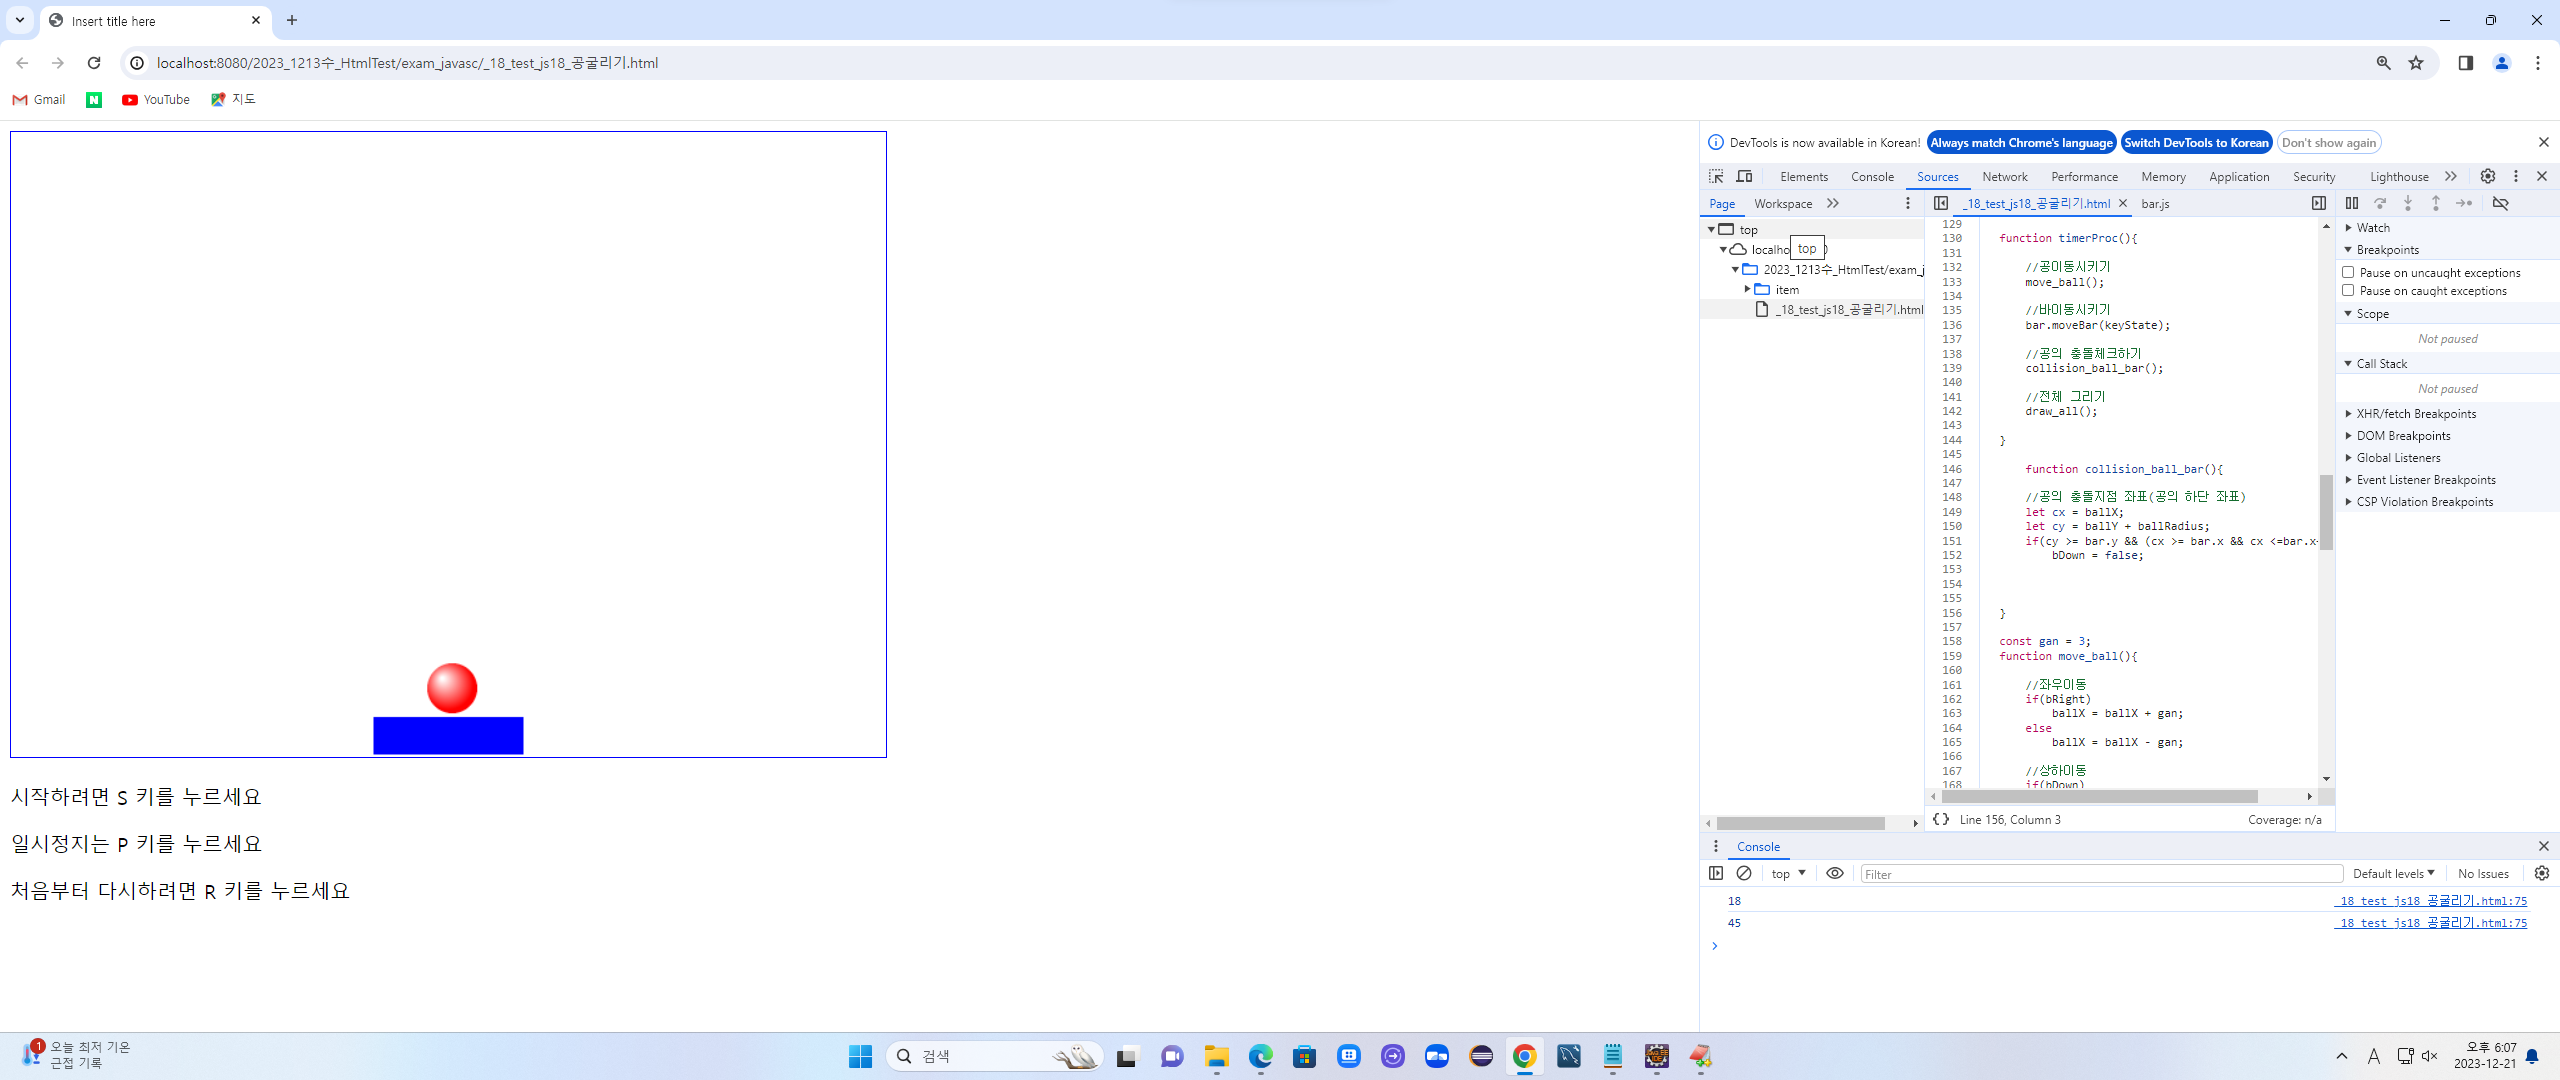 Insert title here
localhost:8080/2023_1213수_HtmlTest/exam_javasc/_18_test_js18_공굴리기.html
Gmail
YouTube
지도
시작하려면 S 키를 누르세요
일시정지는 P 키를 누르세요
처음부터 다시하려면 R 키를 누르세요
DevTools is now available in Korean! Always match Chrome's language Switch DevTools to Korean Don't show again
Elements Console Sources Network Performance Memory Application Security Lighthouse
Page Workspace
top
localho
top
2023_1213수_HtmlTest/exam_j
item
_18_test_js18_공굴리기.html
_18_test_js18_공굴리기.html bar.js
129
130 function timerProc(){
131
132 //공이동시키기
133 move_ball();
134
135 //바이동시키기
136 bar.moveBar(keyState);
137
138 //공의 충돌체크하기
139 collision_ball_bar();
140
141 //전체 그리기
142 draw_all();
143
144 }
145
146 function collision_ball_bar(){
147
148 //공의 충돌지점 좌표(공의 하단 좌표)
149 let cx = ballX;
150 let cy = ballY + ballRadius;
151 if(cy >= bar.y && (cx >= bar.x && cx <=bar.x
152 bDown = false;
153
154
155
156 }
157
158 const gan = 3;
159 function move_ball(){
160
161 //좌우이동
162 if(bRight)
163 ballX = ballX + gan;
164 else
165 ballX = ballX - gan;
166
167 //상하이동
168 if(bDown)
Line 156, Column 3 Coverage: n/a
Watch
Breakpoints
Pause on uncaught exceptions
Pause on caught exceptions
Scope
Not paused
Call Stack
Not paused
XHR/fetch Breakpoints
DOM Breakpoints
Global Listeners
Event Listener Breakpoints
CSP Violation Breakpoints
Console
top Filter Default levels No Issues
18 _18_test_js18_공굴리기.html:75
45 _18_test_js18_공굴리기.html:75
1
오늘 최저 기온
근접 기록
검색
A
오후 6:07
2023-12-21